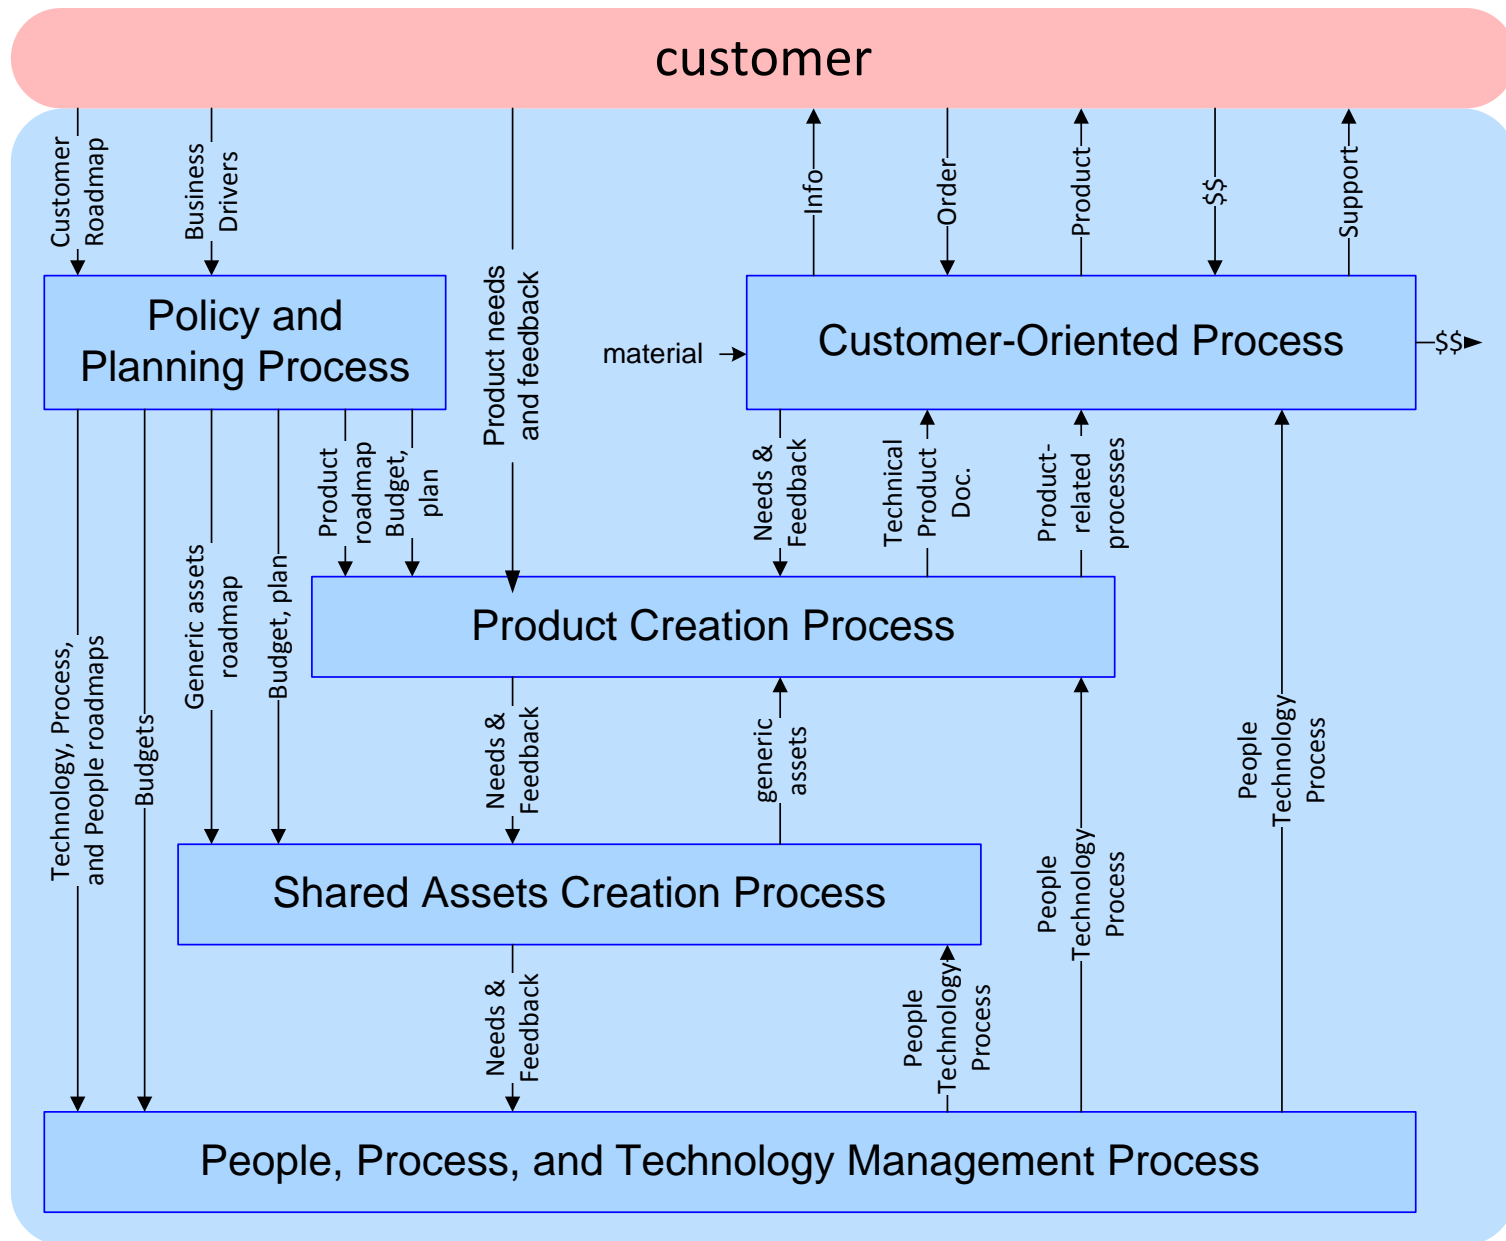 customer
Customer
Roadmap
Business
Drivers
Product needs
and feedback
Info
Order
Product
$$
Support
Policy and
Planning Process
material
Customer-Oriented Process
$$
Product
roadmap
Budget,
plan
Needs &
Feedback
Technical
Product
Doc.
Product-
related
processes
Technology, Process,
and People roadmaps
Budgets
Generic assets
roadmap
Budget, plan
Product Creation Process
Needs &
Feedback
generic
assets
People
Technology
Process
People
Technology
Process
Shared Assets Creation Process
Needs &
Feedback
People
Technology
Process
People, Process, and Technology Management Process